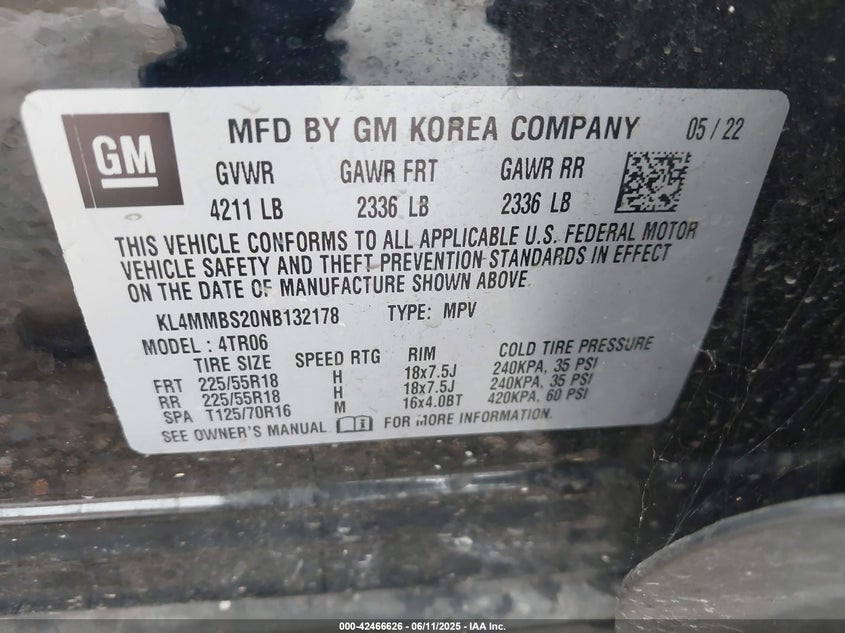 GM
MFD BY GM KOREA COMPANY 05/22
GVWR GAWR FRT GAWR RR
4211 LB 2336 LB 2336 LB
THIS VEHICLE CONFORMS TO ALL APPLICABLE U.S. FEDERAL MOTOR
VEHICLE SAFETY AND THEFT PREVENTION STANDARDS IN EFFECT
ON THE DATE OF MANUFACTURE SHOWN ABOVE.
KL4MMBS20NB132178 TYPE: MPV
MODEL: 4TR06
TIRE SIZE SPEED RTG RIM COLD TIRE PRESSURE
FRT 225/55R18 H 18x7.5J 240KPA, 35 PSI
RR 225/55R18 H 18x7.5J 240KPA, 35 PSI
SPA T125/70R16 M 16x4.0BT 420KPA, 60 PSI
SEE OWNER'S MANUAL FOR MORE INFORMATION.
000-42466626 - 06/11/2025 - IAA Inc.